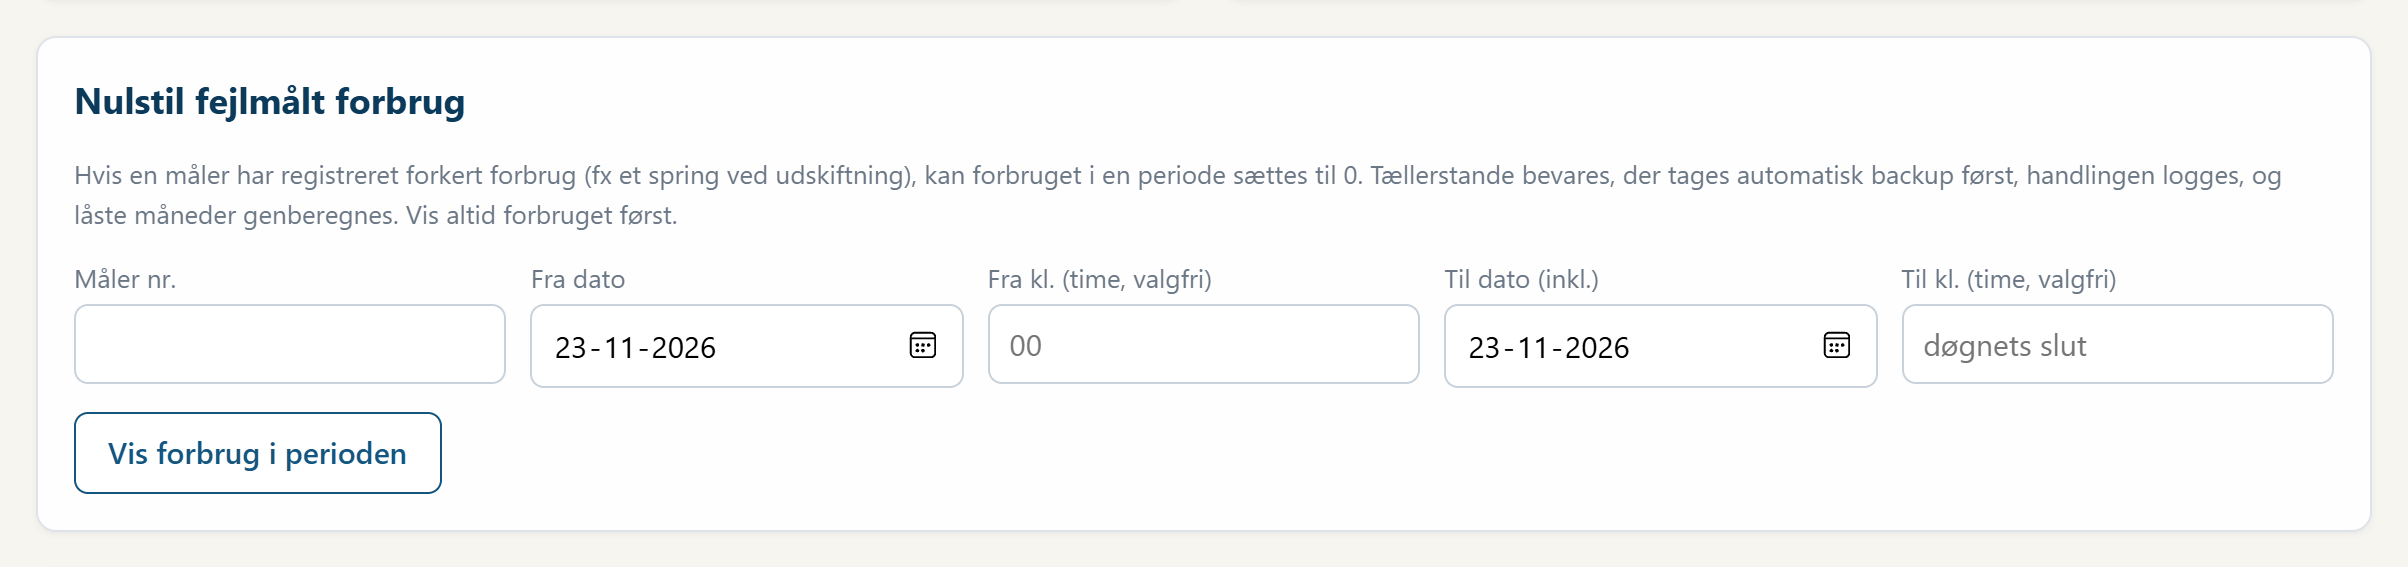 Nulstil fejlmålt forbrug
Hvis en måler har registreret forkert forbrug (fx et spring ved udskiftning), kan forbruget i en periode sættes til 0. Tællerstande bevares, der tages automatisk backup først, handlingen logges, og
låste måneder genberegnes. Vis altid forbruget først.
Måler nr.
Fra dato
Fra kl. (time, valgfri)
Til dato (inkl.)
Til kl. (time, valgfri)
23-11-2026
00
23-11-2026
døgnets slut
Vis forbrug i perioden